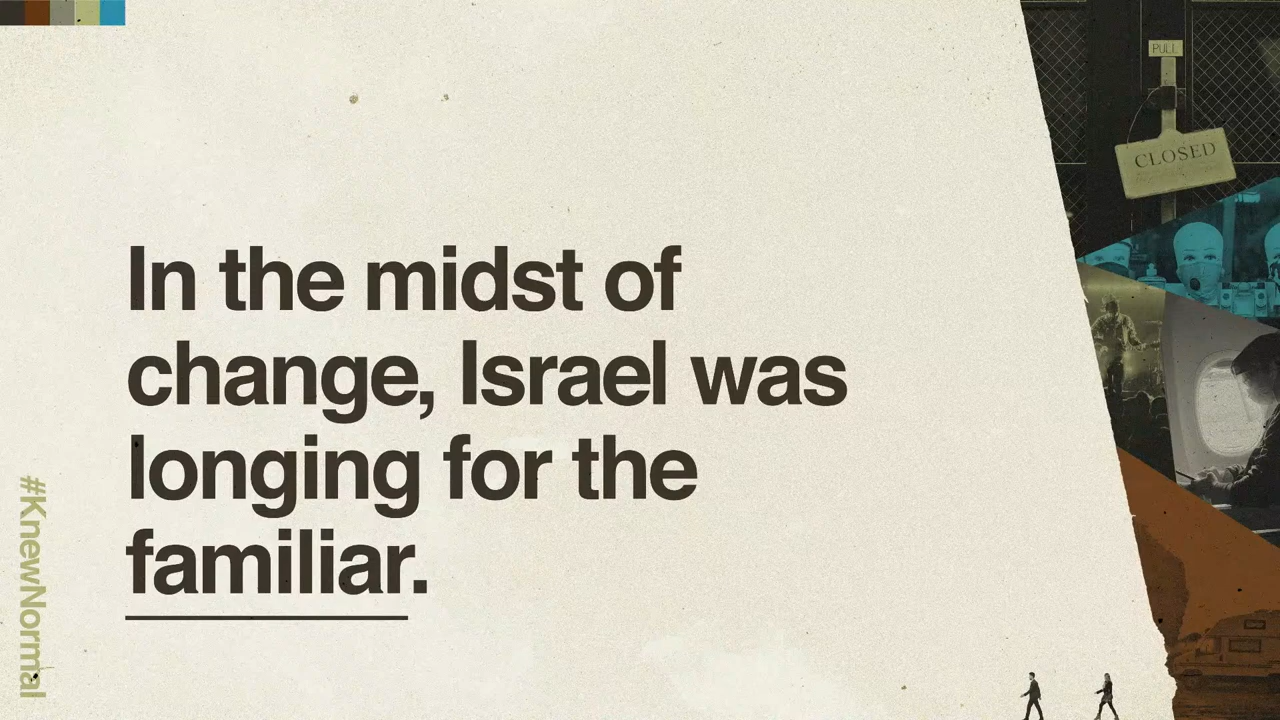 In the midst of
change, Israel was
longing for the
familiar.
#KnewNormal
PULL
CLOSED